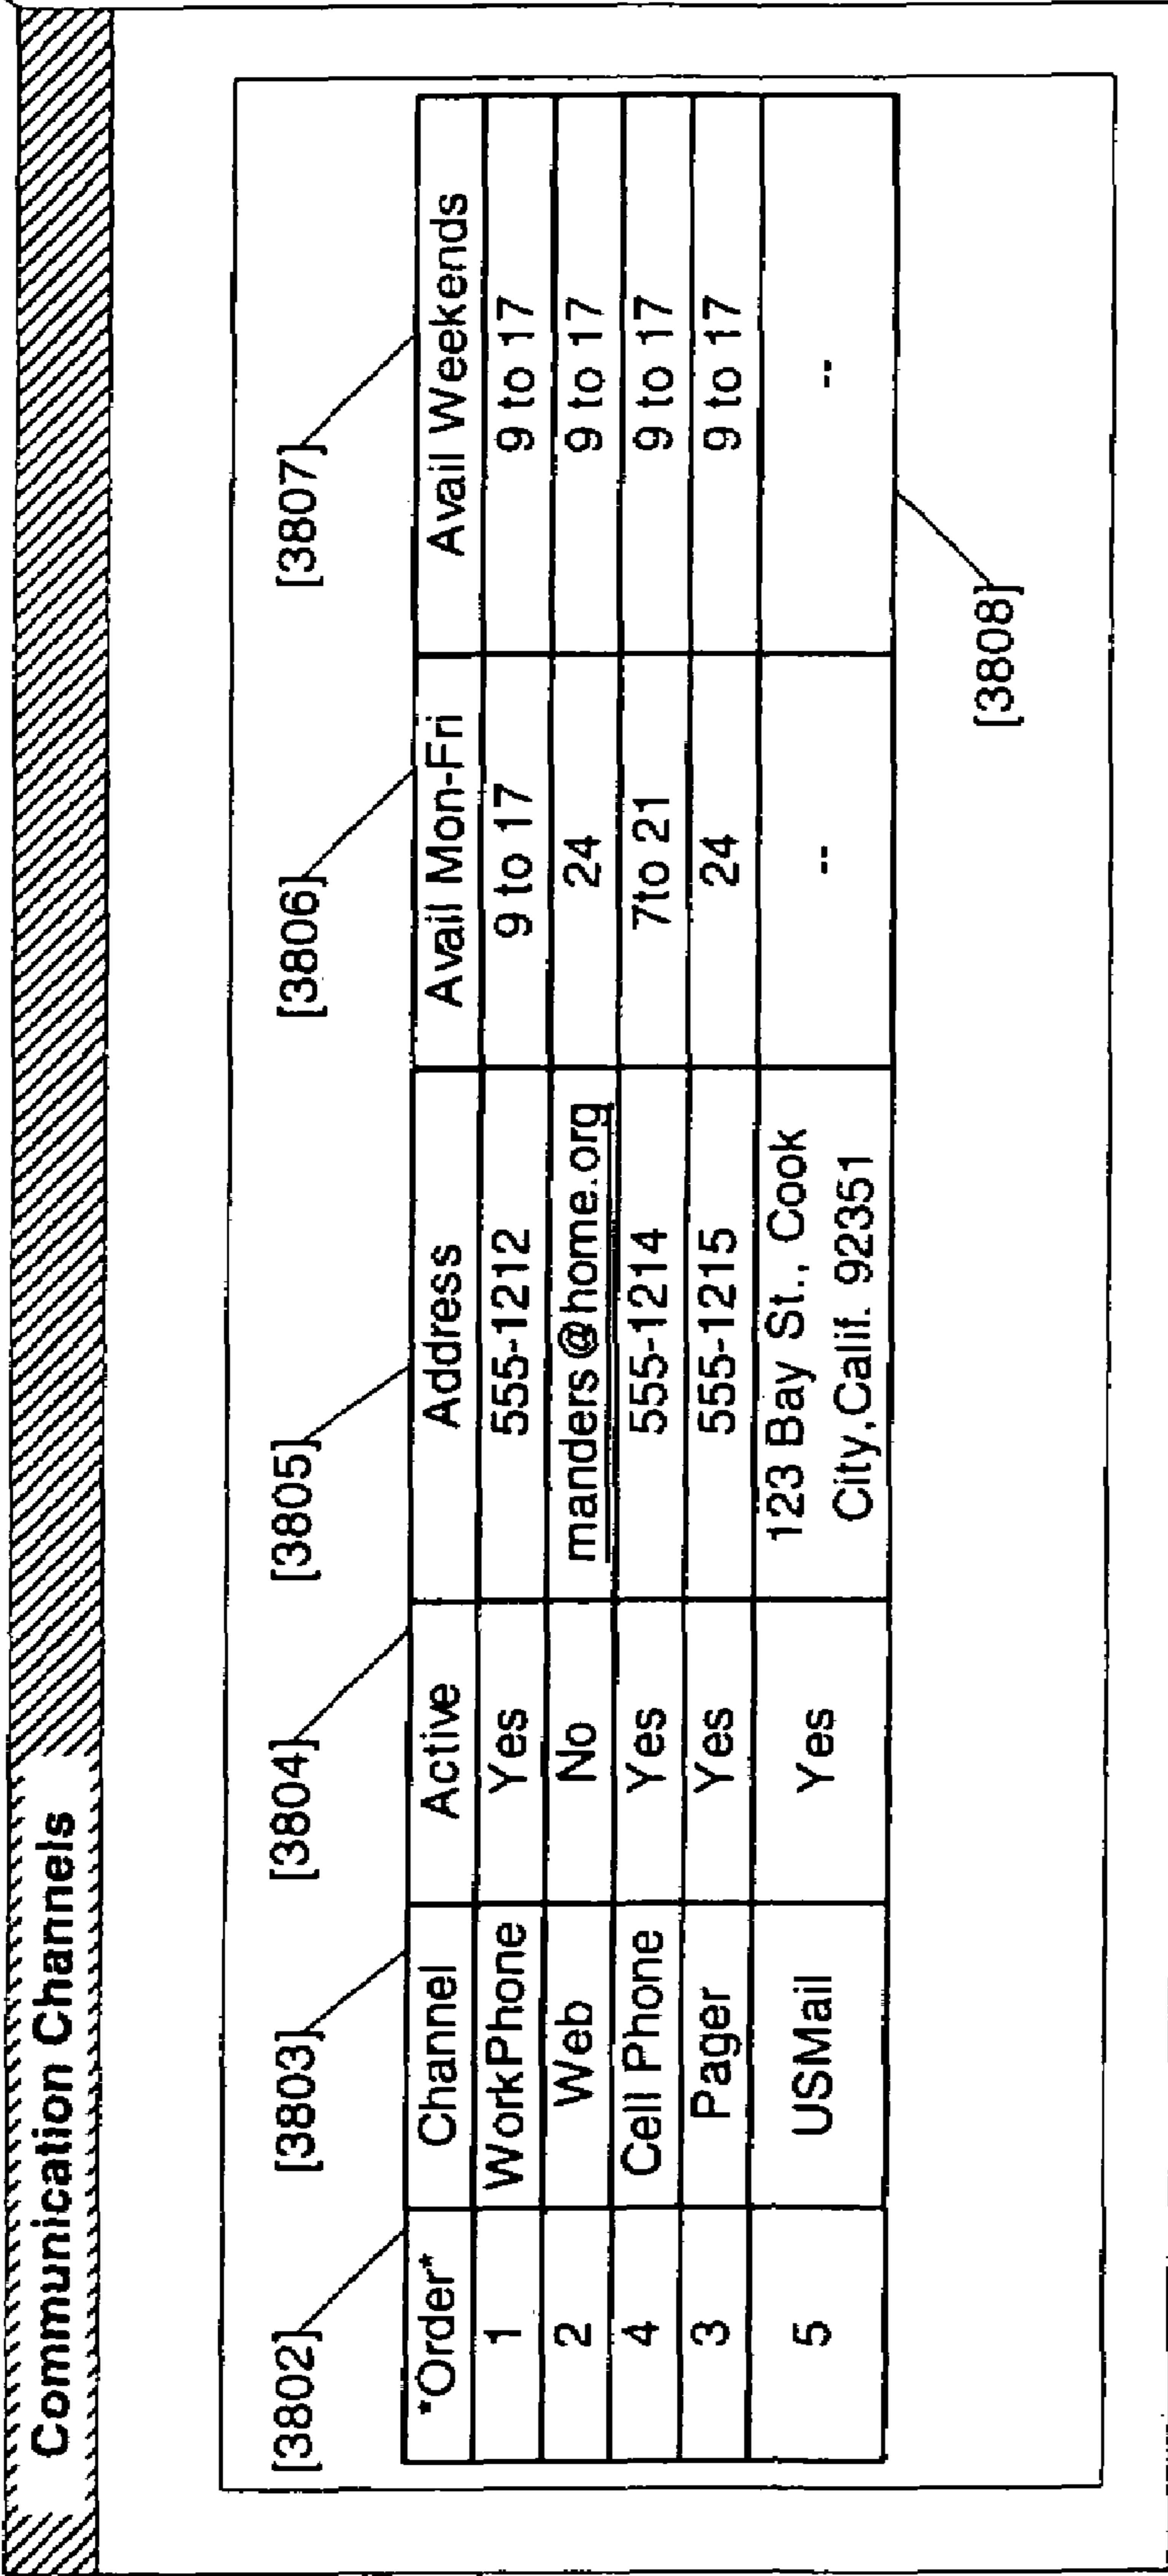 Communication Channels
[3802] [3803] [3804] [3805] [3806] [3807]
*Order* Channel Active Address Avail Mon-Fri Avail Weekends
1 WorkPhone Yes 555-1212 9 to 17 9 to 17
2 Web No manders@home.org 24 9 to 17
4 Cell Phone Yes 555-1214 7to 21 9 to 17
3 Pager Yes 555-1215 24 9 to 17
5 USMail Yes 123 Bay St., Cook -- --
City,Calif. 92351
[3808]